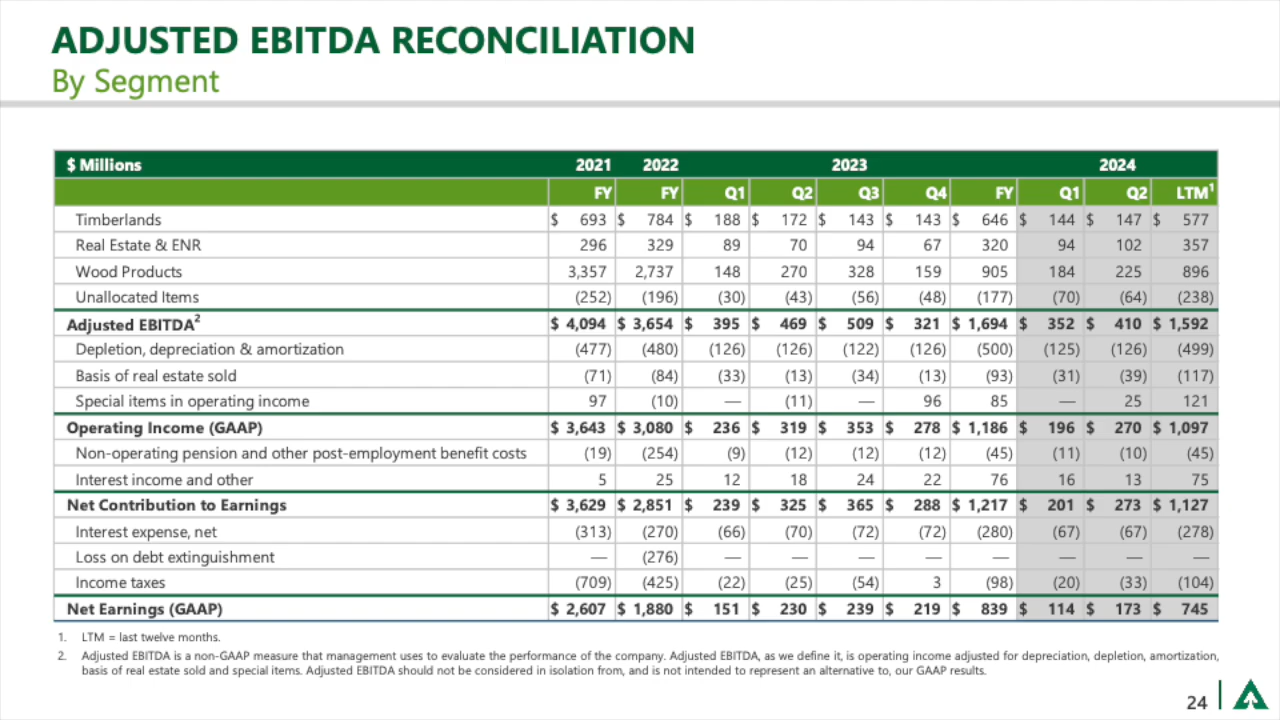 ADJUSTED EBITDA RECONCILIATION
By Segment
$ Millions 2021 2022 2023 2024
FY FY Q1 Q2 Q3 Q4 FY Q1 Q2 LTM1
Timberlands $ 693 $ 784 $ 188 $ 172 $ 143 $ 143 $ 646 $ 144 $ 147 $ 577
Real Estate & ENR 296 329 89 70 94 67 320 94 102 357
Wood Products 3,357 2,737 148 270 328 159 905 184 225 896
Unallocated Items (252) (196) (30) (43) (56) (48) (177) (70) (64) (238)
Adjusted EBITDA2 $ 4,094 $ 3,654 $ 395 $ 469 $ 509 $ 321 $ 1,694 $ 352 $ 410 $ 1,592
Depletion, depreciation & amortization (477) (480) (126) (126) (122) (126) (500) (125) (126) (499)
Basis of real estate sold (71) (84) (33) (13) (34) (13) (93) (31) (39) (117)
Special items in operating income 97 (10) — (11) — 96 85 — 25 121
Operating Income (GAAP) $ 3,643 $ 3,080 $ 236 $ 319 $ 353 $ 278 $ 1,186 $ 196 $ 270 $ 1,097
Non-operating pension and other post-employment benefit costs (19) (254) (9) (12) (12) (12) (45) (11) (10) (45)
Interest income and other 5 25 12 18 24 22 76 16 13 75
Net Contribution to Earnings $ 3,629 $ 2,851 $ 239 $ 325 $ 365 $ 288 $ 1,217 $ 201 $ 273 $ 1,127
Interest expense, net (313) (270) (66) (70) (72) (72) (280) (67) (67) (278)
Loss on debt extinguishment — (276) — — — — — — — —
Income taxes (709) (425) (22) (25) (54) 3 (98) (20) (33) (104)
Net Earnings (GAAP) $ 2,607 $ 1,880 $ 151 $ 230 $ 239 $ 219 $ 839 $ 114 $ 173 $ 745
1. LTM = last twelve months.
2. Adjusted EBITDA is a non-GAAP measure that management uses to evaluate the performance of the company. Adjusted EBITDA, as we define it, is operating income adjusted for depreciation, depletion, amortization,
basis of real estate sold and special items. Adjusted EBITDA should not be considered in isolation from, and is not intended to represent an alternative to, our GAAP results.
24